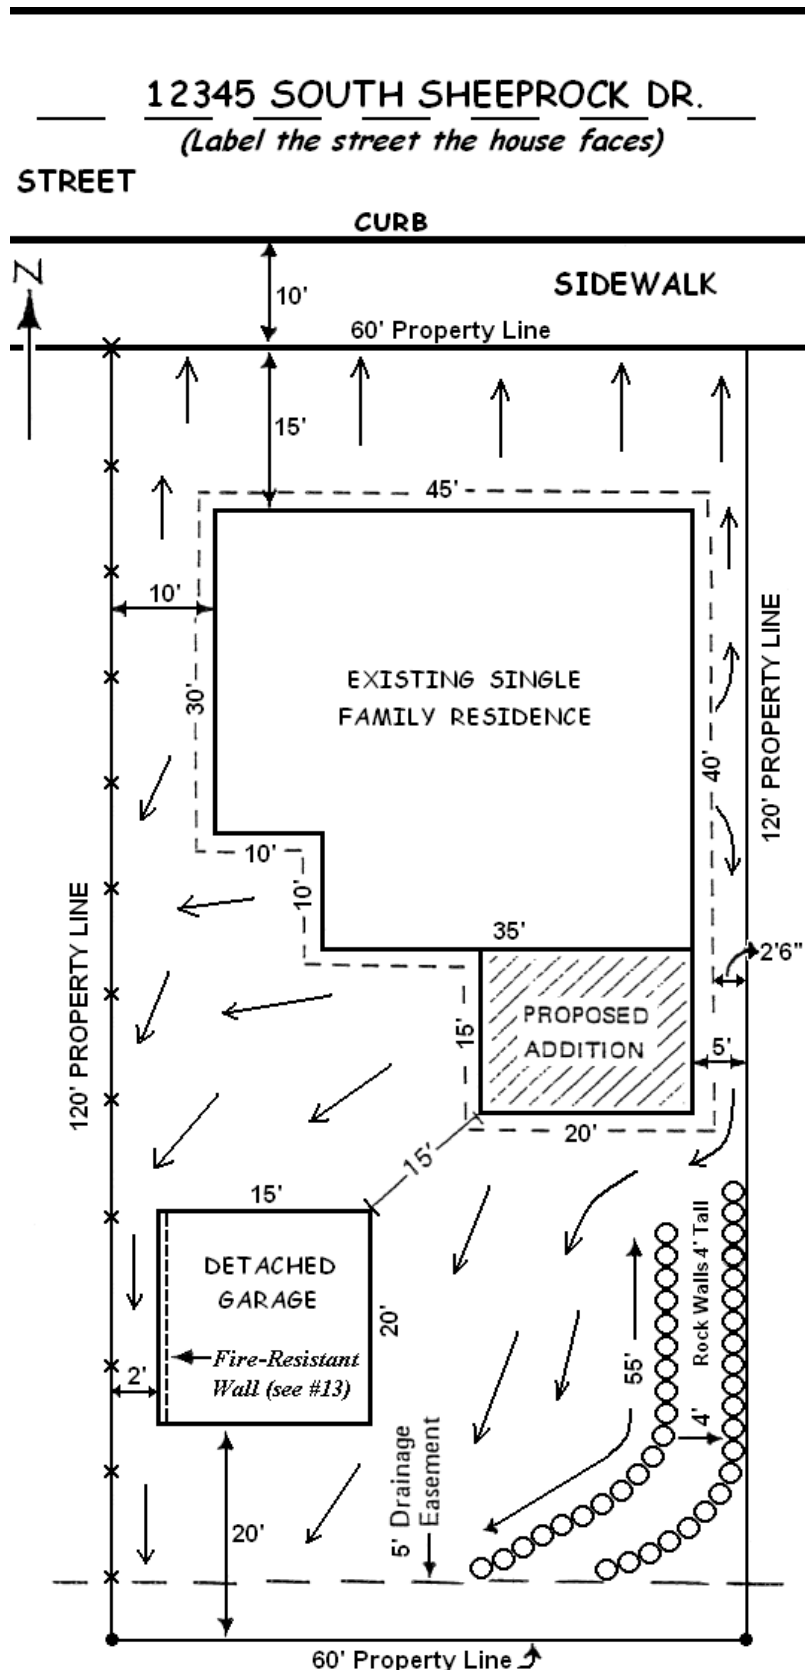 12345 SOUTH SHEEPROCK DR.
(Label the street the house faces)
STREET
CURB
N
10'
SIDEWALK
60' Property Line
15'
45'
10'
EXISTING SINGLE
FAMILY RESIDENCE
30'
40'
120' PROPERTY LINE
10'
10'
35'
2'6"
120' PROPERTY LINE
15'
PROPOSED
ADDITION
5'
20'
15'
15'
DETACHED
GARAGE
20'
Fire-Resistant
Wall (see #13)
2'
Rock Walls 4' Tall
55'
4'
5' Drainage
Easement
20'
60' Property Line